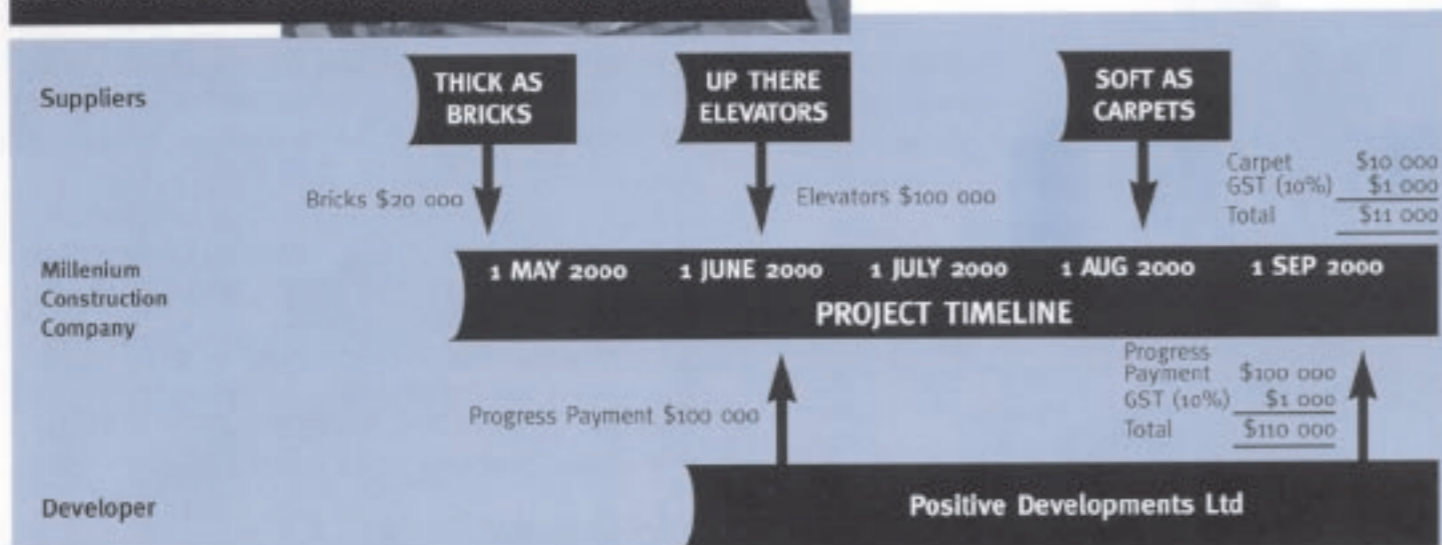 Suppliers
THICK AS
BRICKS
UP THERE
ELEVATORS
SOFT AS
CARPETS
Bricks $20 000
Elevators $100 000
Carpet $10 000
GST (10%) $1 000
Total $11 000
Millenium
Construction
Company
1 MAY 2000 1 JUNE 2000 1 JULY 2000 1 AUG 2000 1 SEP 2000
PROJECT TIMELINE
Progress Payment $100 000
Progress
Payment $100 000
GST (10%) $1 000
Total $110 000
Developer
Positive Developments Ltd